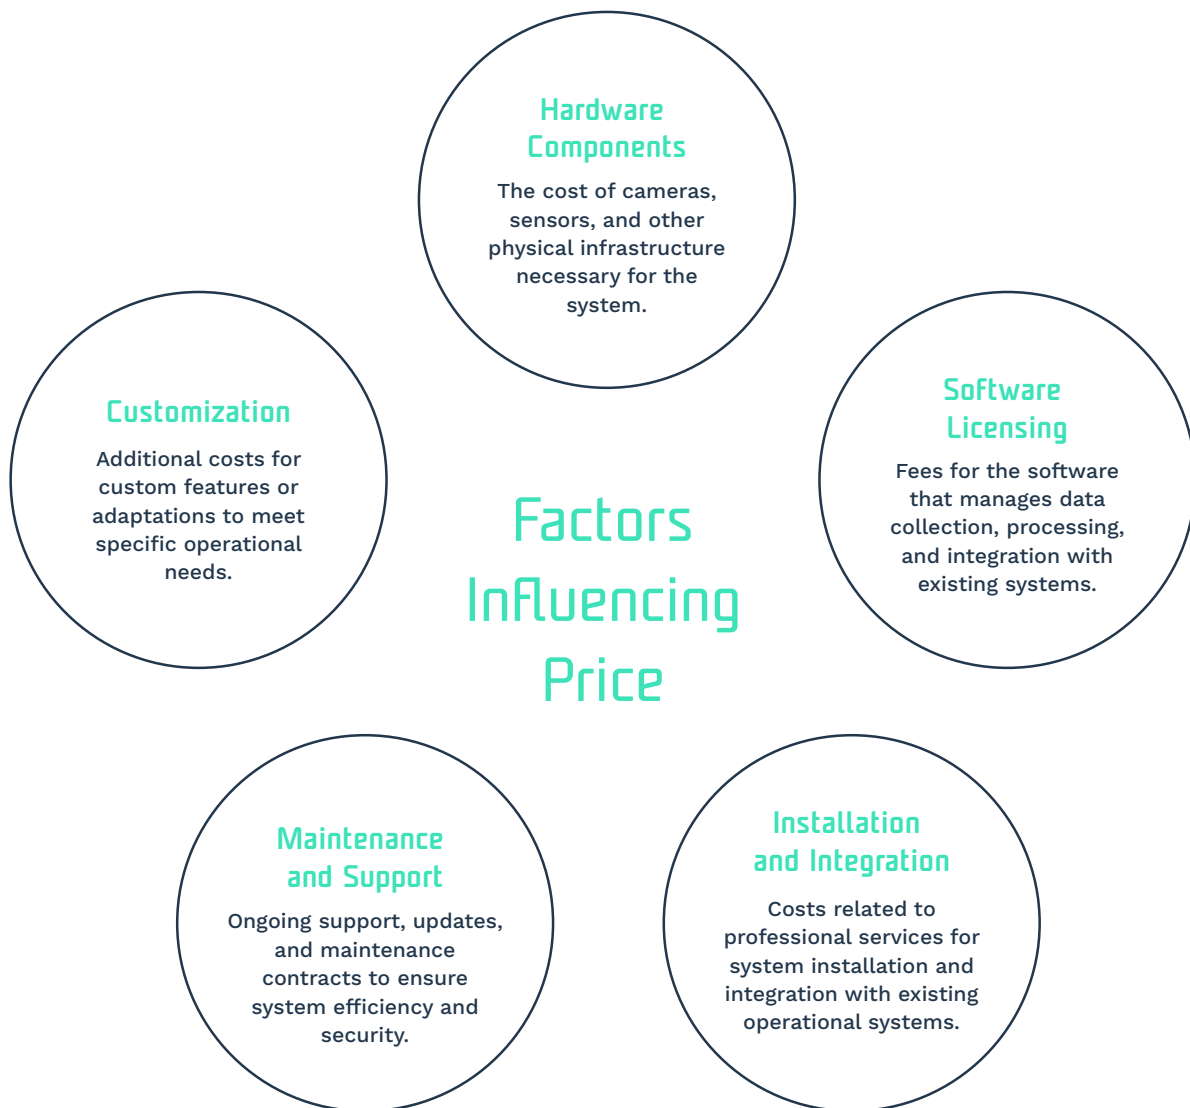 Hardware
Components
The cost of cameras,
sensors, and other
physical infrastructure
necessary for the
system.
Customization
Additional costs for
custom features or
adaptations to meet
specific operational
needs.
Software
Licensing
Fees for the software
that manages data
collection, processing,
and integration with
existing systems.
Factors
Influencing
Price
Maintenance
and Support
Ongoing support, updates,
and maintenance
contracts to ensure
system efficiency and
security.
Installation
and Integration
Costs related to
professional services for
system installation and
integration with existing
operational systems.